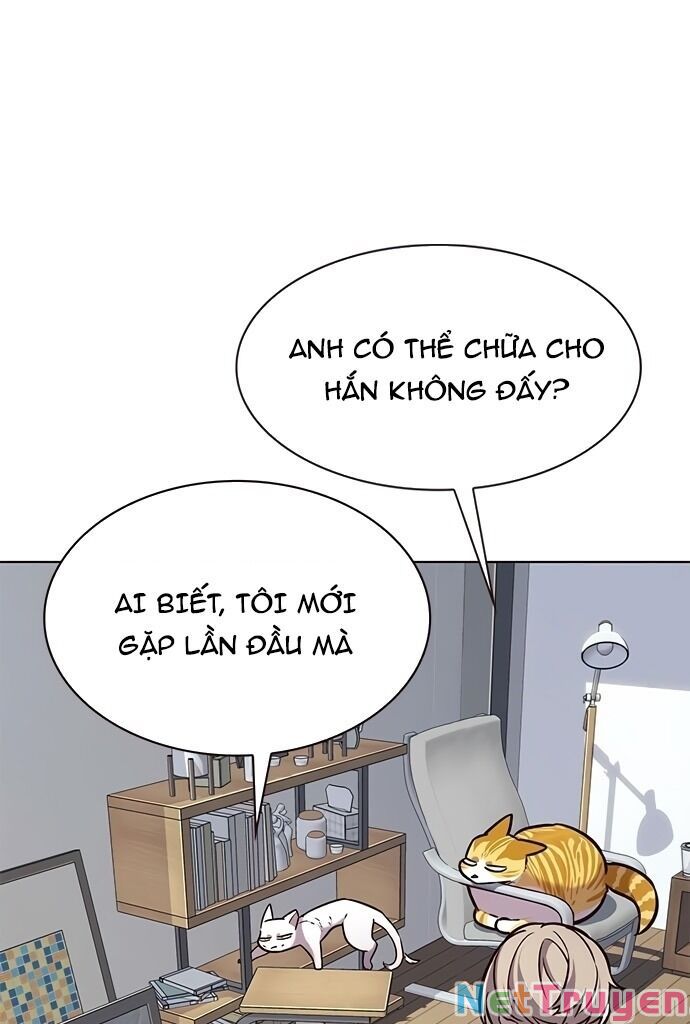 ANH CÓ THỂ CHỮA CHO
HẮN KHÔNG ĐẤY?
AI BIẾT, TÔI MỚI
GẶP LẦN ĐẦU MÀ
NetTruyen